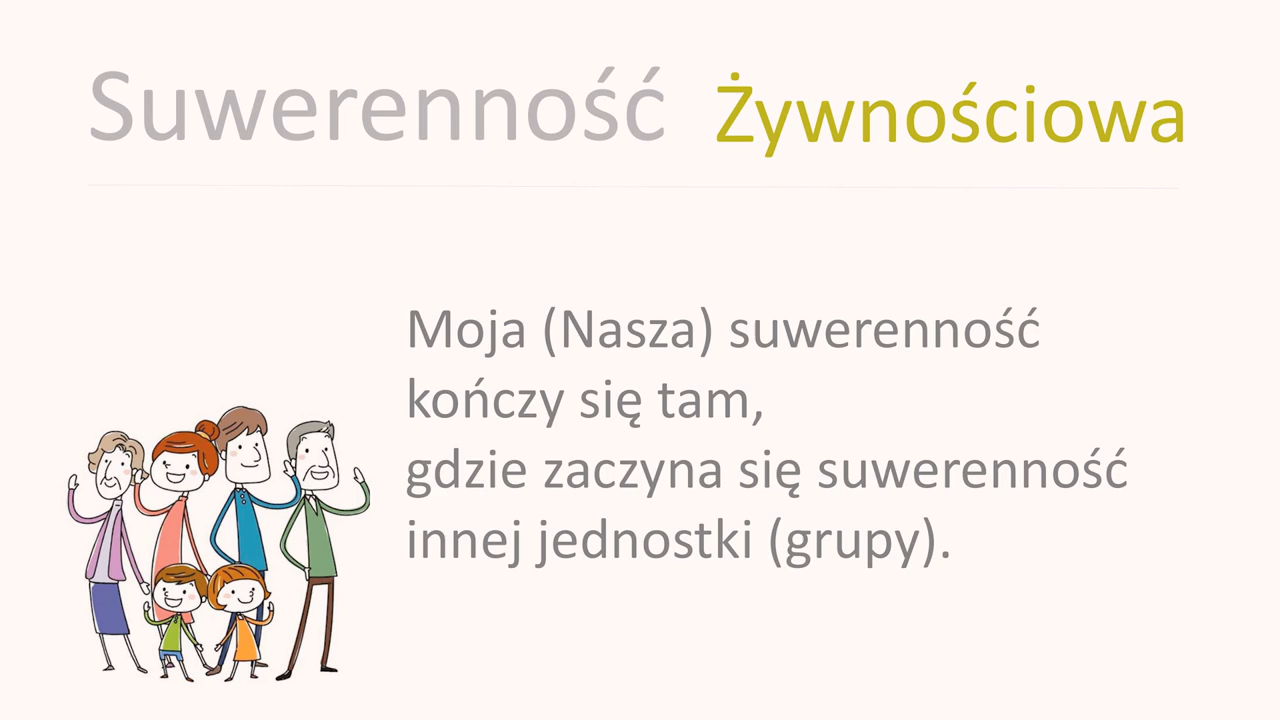 Suwerenność Żywnościowa
Moja (Nasza) suwerenność
kończy się tam,
gdzie zaczyna się suwerenność
innej jednostki (grupy).